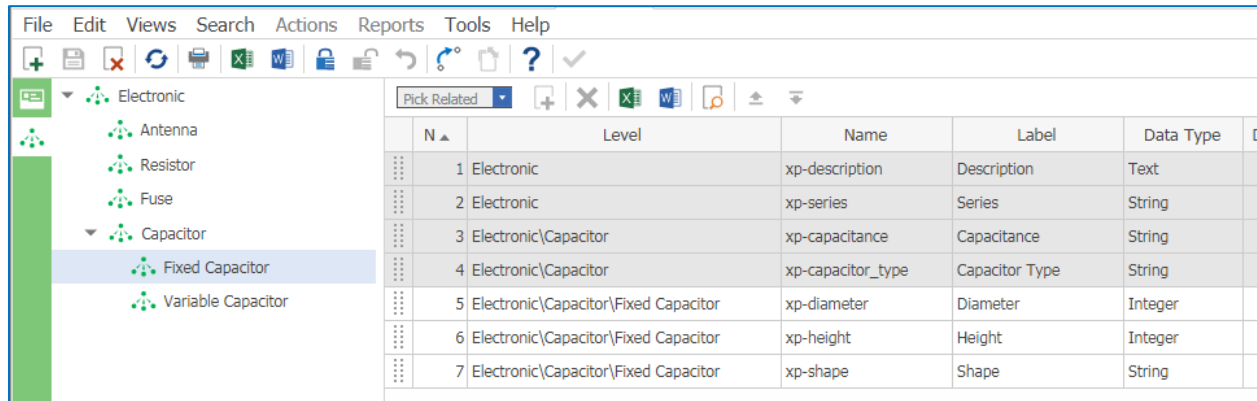 File Edit Views Search Actions Reports Tools Help
Electronic
Antenna
Resistor
Fuse
Capacitor
Fixed Capacitor
Variable Capacitor
Pick Related
N Level Name Label Data Type
1 Electronic xp-description Description Text
2 Electronic xp-series Series String
3 Electronic\Capacitor xp-capacitance Capacitance String
4 Electronic\Capacitor xp-capacitor_type Capacitor Type String
5 Electronic\Capacitor\Fixed Capacitor xp-diameter Diameter Integer
6 Electronic\Capacitor\Fixed Capacitor xp-height Height Integer
7 Electronic\Capacitor\Fixed Capacitor xp-shape Shape String